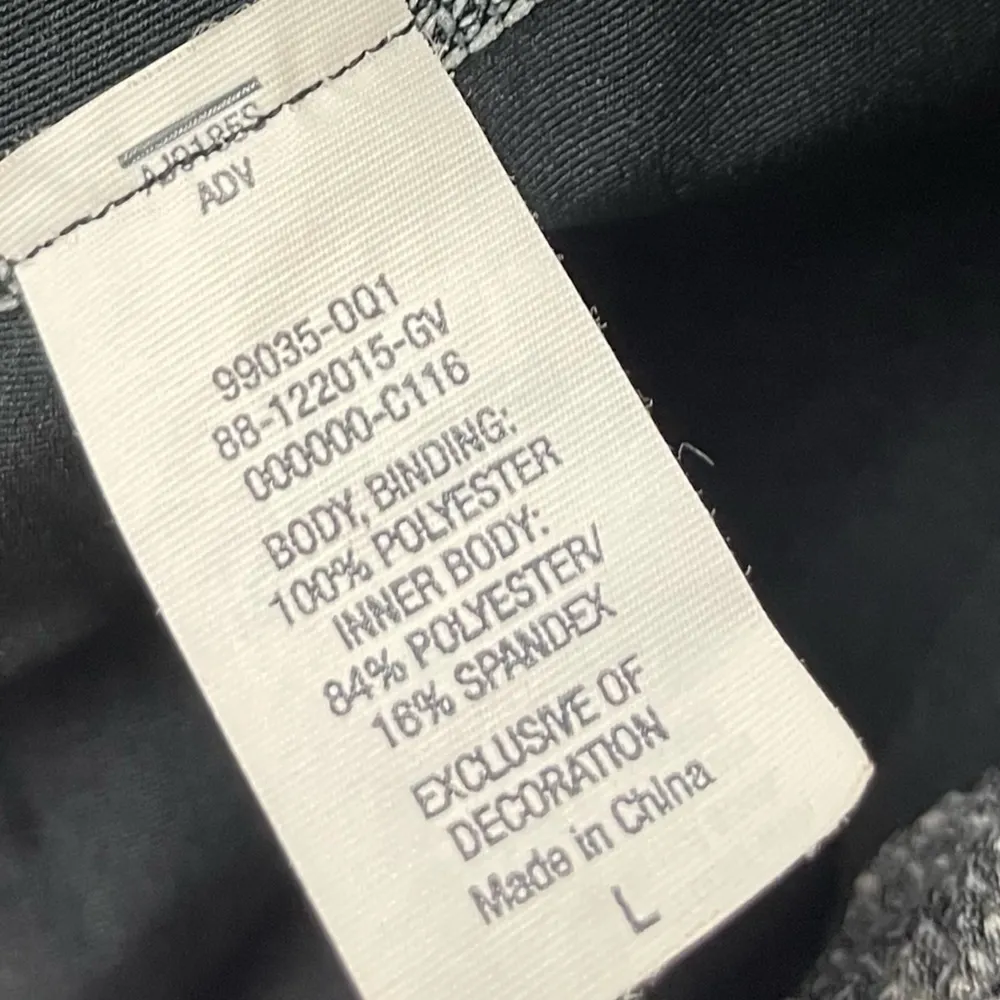 ADV
99035-0Q1
88-122015-GV
000000-C116
BODY, BINDING:
100% POLYESTER
INNER BODY:
84% POLYESTER/
16% SPANDEX
EXCLUSIVE OF
DECORATION
Made in China
L